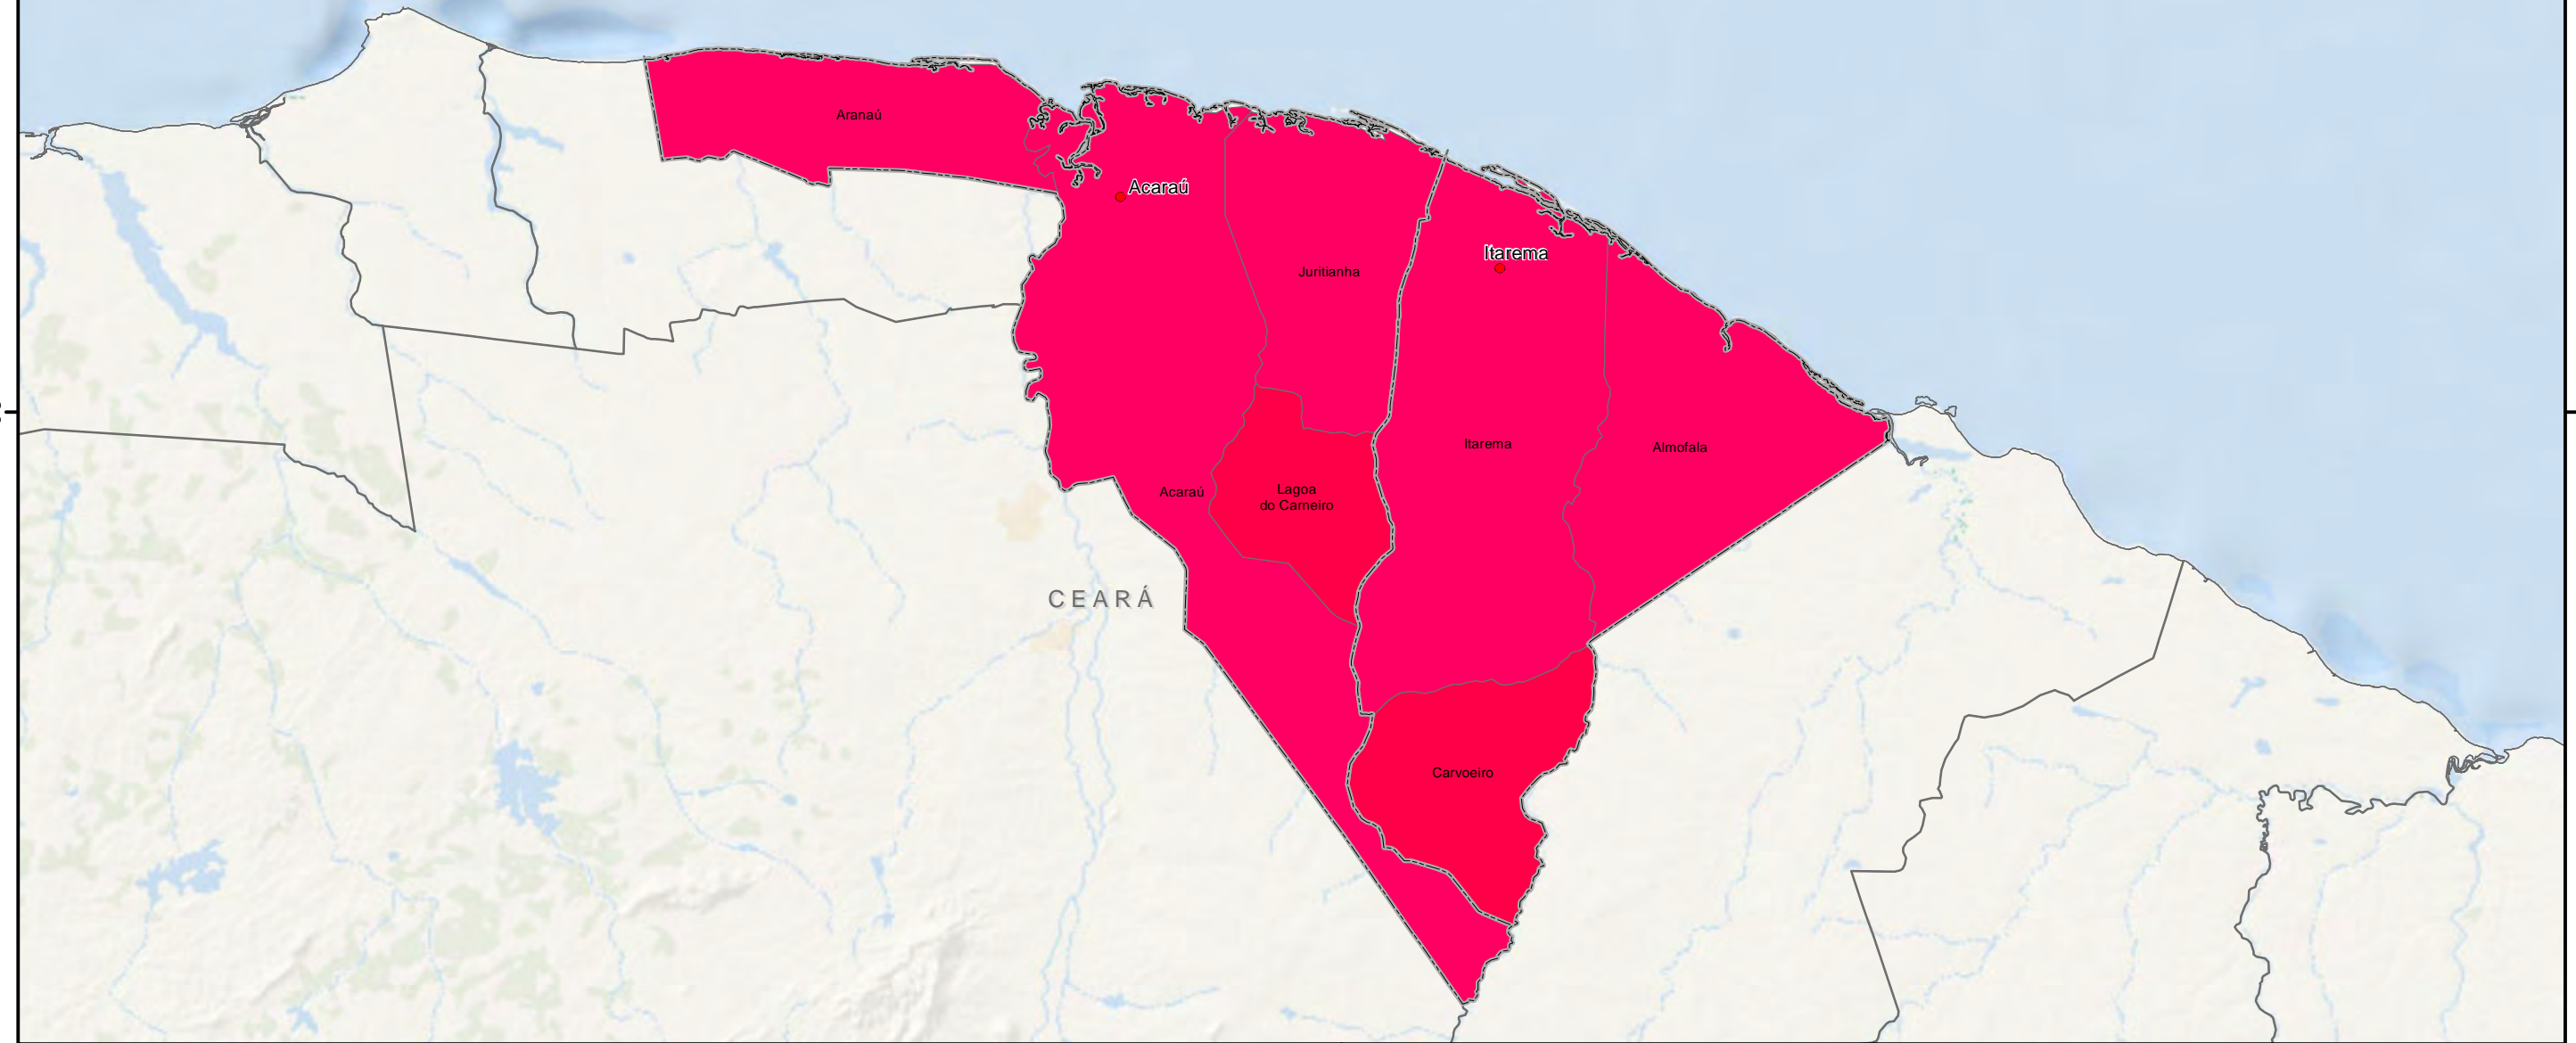 Aranaú
Acaraú
Itarema
Juritianha
Itarema
Almofala
Acaraú
Lagoa
do Carneiro
CEARÁ
Carvoeiro